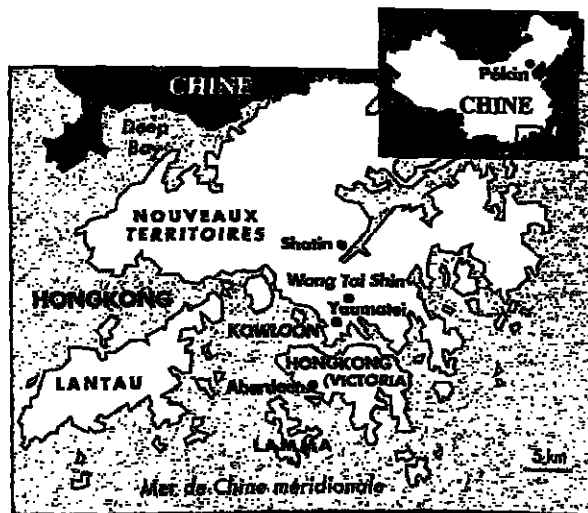 Pékin
CHINE
CHINE
Deep
Bay
NOUVEAUX
TERRITOIRES
Shatin
Wong Tai Shin
HONGKONG
Yaumatei
KOWLOON
HONGKONG
(VICTORIA)
LANTAU
Aberdeen
LAMMA
5 km
Mer de Chine méridionale